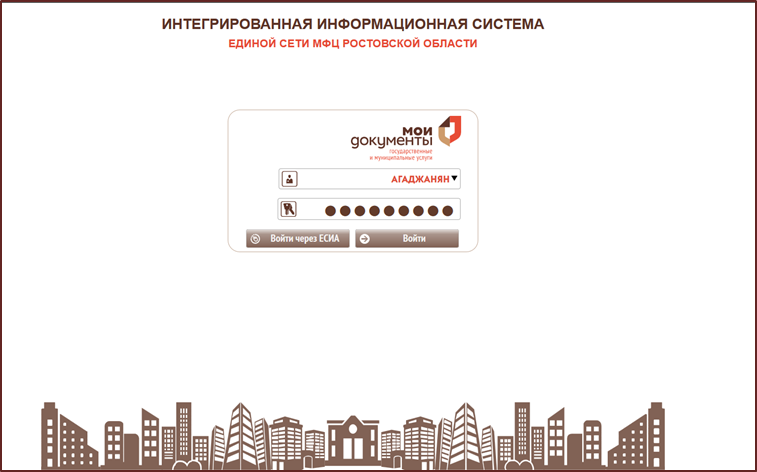 ИНТЕГРИРОВАННАЯ ИНФОРМАЦИОННАЯ СИСТЕМА
ЕДИНОЙ СЕТИ МФЦ РОСТОВСКОЙ ОБЛАСТИ
мои
документы
государственные
и муниципальные услуги
АГАДЖАНЯН
Войти через ЕСИА Войти